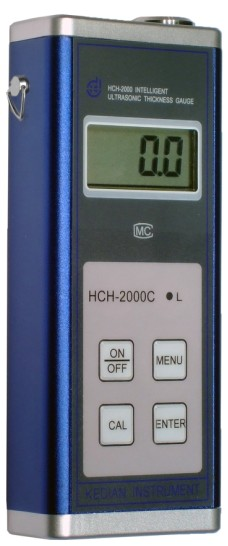 HCH-2000 INTELLIGENT
ULTRASONIC THICKNESS GAUGE
0.0
MC
HCH-2000C L
ON
OFF
MENU
CAL
ENTER
KEDIAN INSTRUMENT